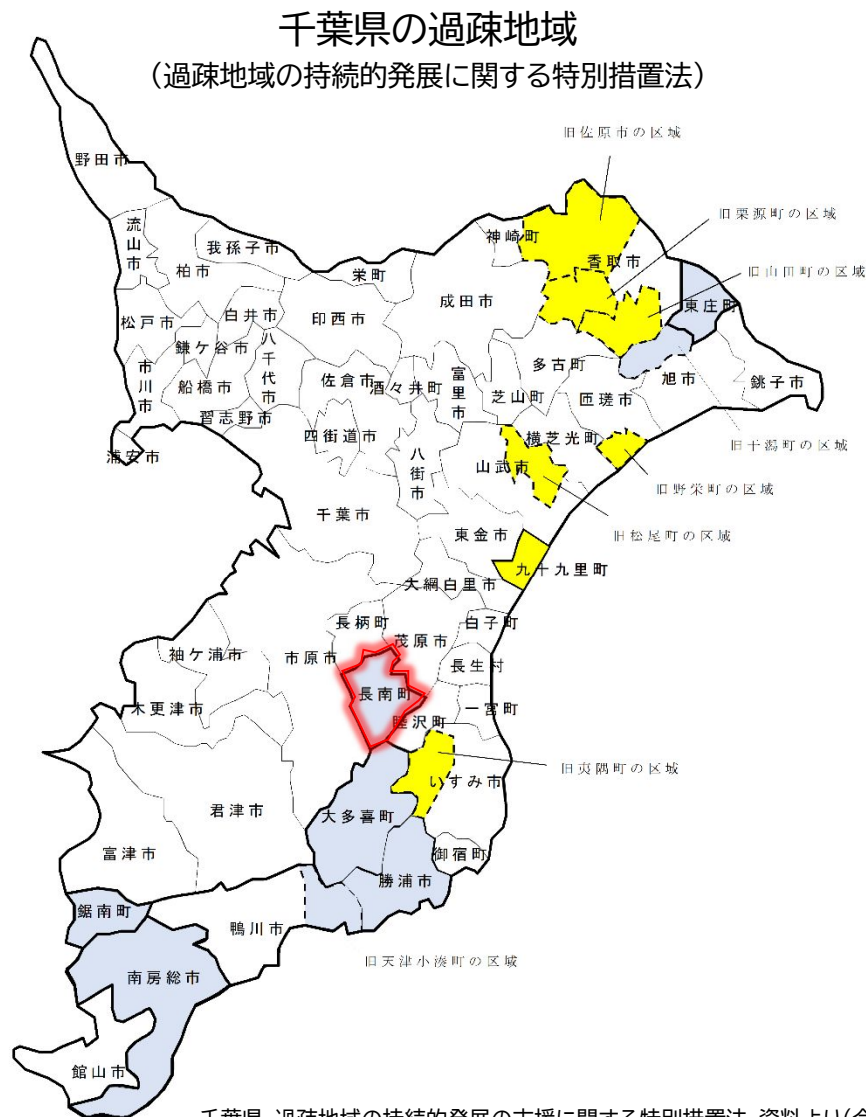 千葉県の過疎地域
（過疎地域の持続的発展に関する特別措置法）
旧佐原市の区域
野田市
旧栗源町の区域
流山市
我孫子市
神崎町
香取市
柏市
栄町
旧山田町の区域
成田市
東庄町
松戸市
白井市
印西市
鎌ケ谷市
八千代市
多古町
旭市
銚子市
市川市
船橋市
佐倉市
酒々井町
富里市
芝山町
匝瑳市
習志野市
四街道市
横芝光町
旧干潟町の区域
浦安市
八街市
山武市
旧野栄町の区域
千葉市
東金市
旧松尾町の区域
九十九里町
大網白里市
長柄町
白子町
茂原市
袖ケ浦市
市原市
長生村
長南町
木更津市
睦沢町
一宮町
旧夷隅町の区域
いすみ市
君津市
大多喜町
富津市
御宿町
勝浦市
鋸南町
鴨川市
旧天津小湊町の区域
南房総市
館山市